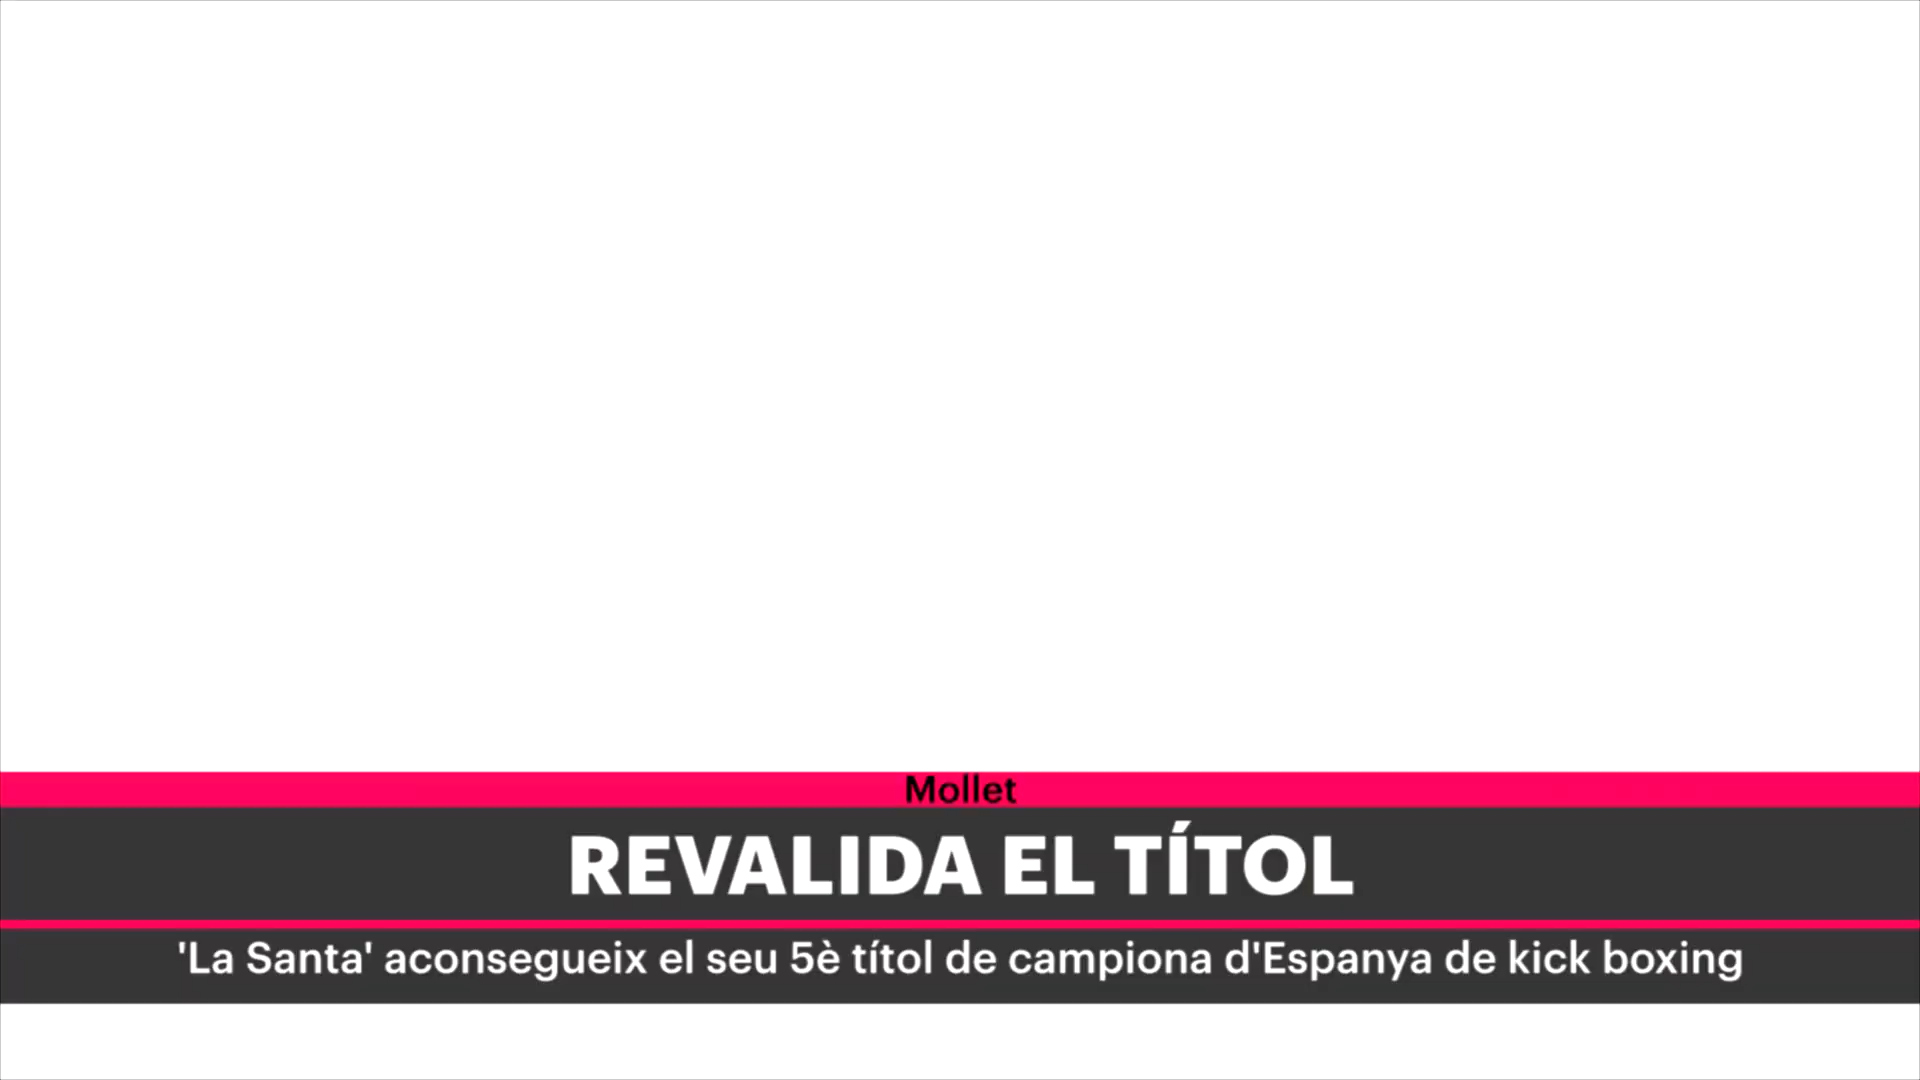 Mollet
REVALIDA EL TÍTOL
'La Santa' aconsegueix el seu 5è títol de campiona d'Espanya de kick boxing